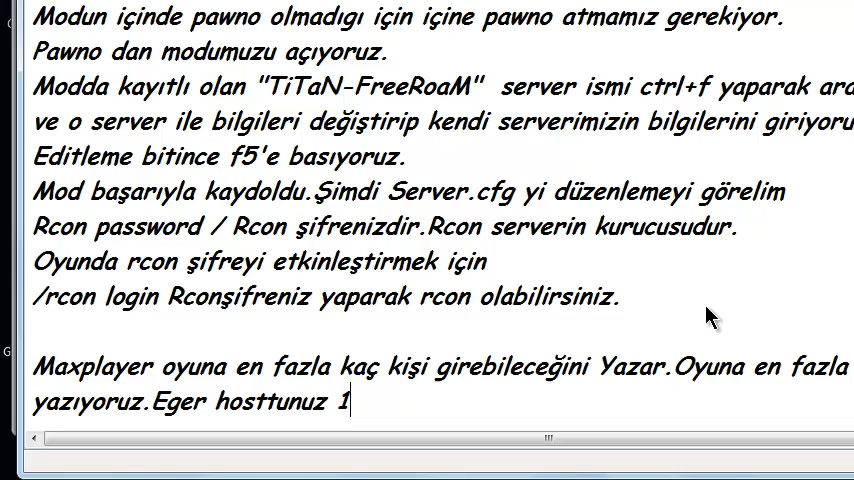 Modun içinde pawno olmadıgı için içine pawno atmamız gerekiyor.
Pawno dan modumuzu açıyoruz.
Modda kayıtlı olan "TiTaN-FreeRoaM" server ismi ctrl+f yaparak ara
ve o server ile bilgileri değiştirip kendi serverimizin bilgilerini giriyoru
Editleme bitince f5'e basıyoruz.
Mod başarıyla kaydoldu.Şimdi Server.cfg yi düzenlemeyi görelim
Rcon password / Rcon şifrenizdir.Rcon serverin kurucusudur.
Oyunda rcon şifreyi etkinleştirmek için
/rcon login Rconşifreniz yaparak rcon olabilirsiniz.
Maxplayer oyuna en fazla kaç kişi girebileceğini Yazar.Oyuna en fazla
yazıyoruz.Eger hosttunuz 1